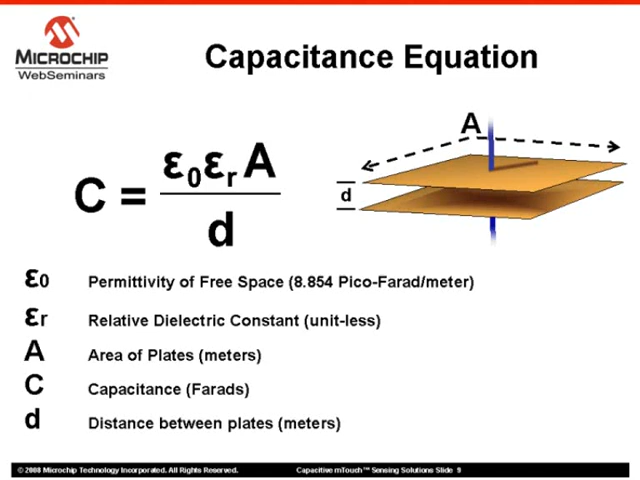 MICROCHIP
WebSeminars
Capacitance Equation
C = ε0εr A
d
A
d
ε0 Permittivity of Free Space (8.854 Pico-Farad/meter)
εr Relative Dielectric Constant (unit-less)
A Area of Plates (meters)
C Capacitance (Farads)
d Distance between plates (meters)
© 2008 Microchip Technology Incorporated. All Rights Reserved. Capacitive mTouch™ Sensing Solutions Slide 9